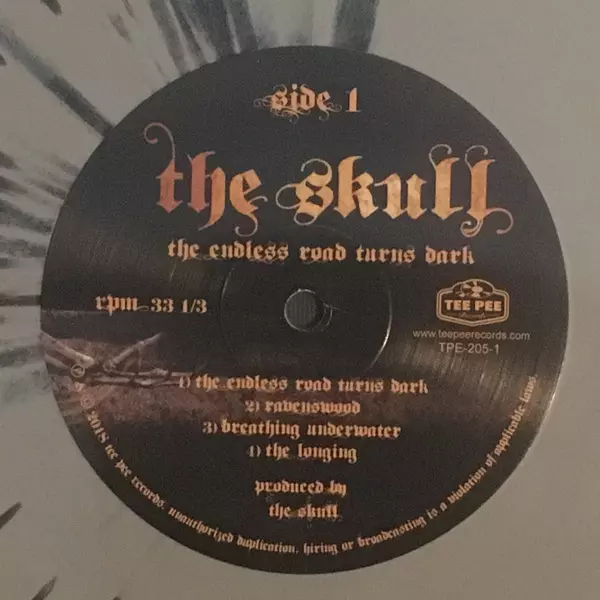 side 1
the skull
the endless road turns dark
rpm 33 1/3
TEE PEE
records
www.teepeerecords.com
TPE-205-1
1) the endless road turns dark
2) ravenswood
3) breathing underwater
4) the longing
produced by
the skull
℗ © 2018 tee pee records. unauthorized duplication, hiring or broadcasting is a violation of applicable laws.